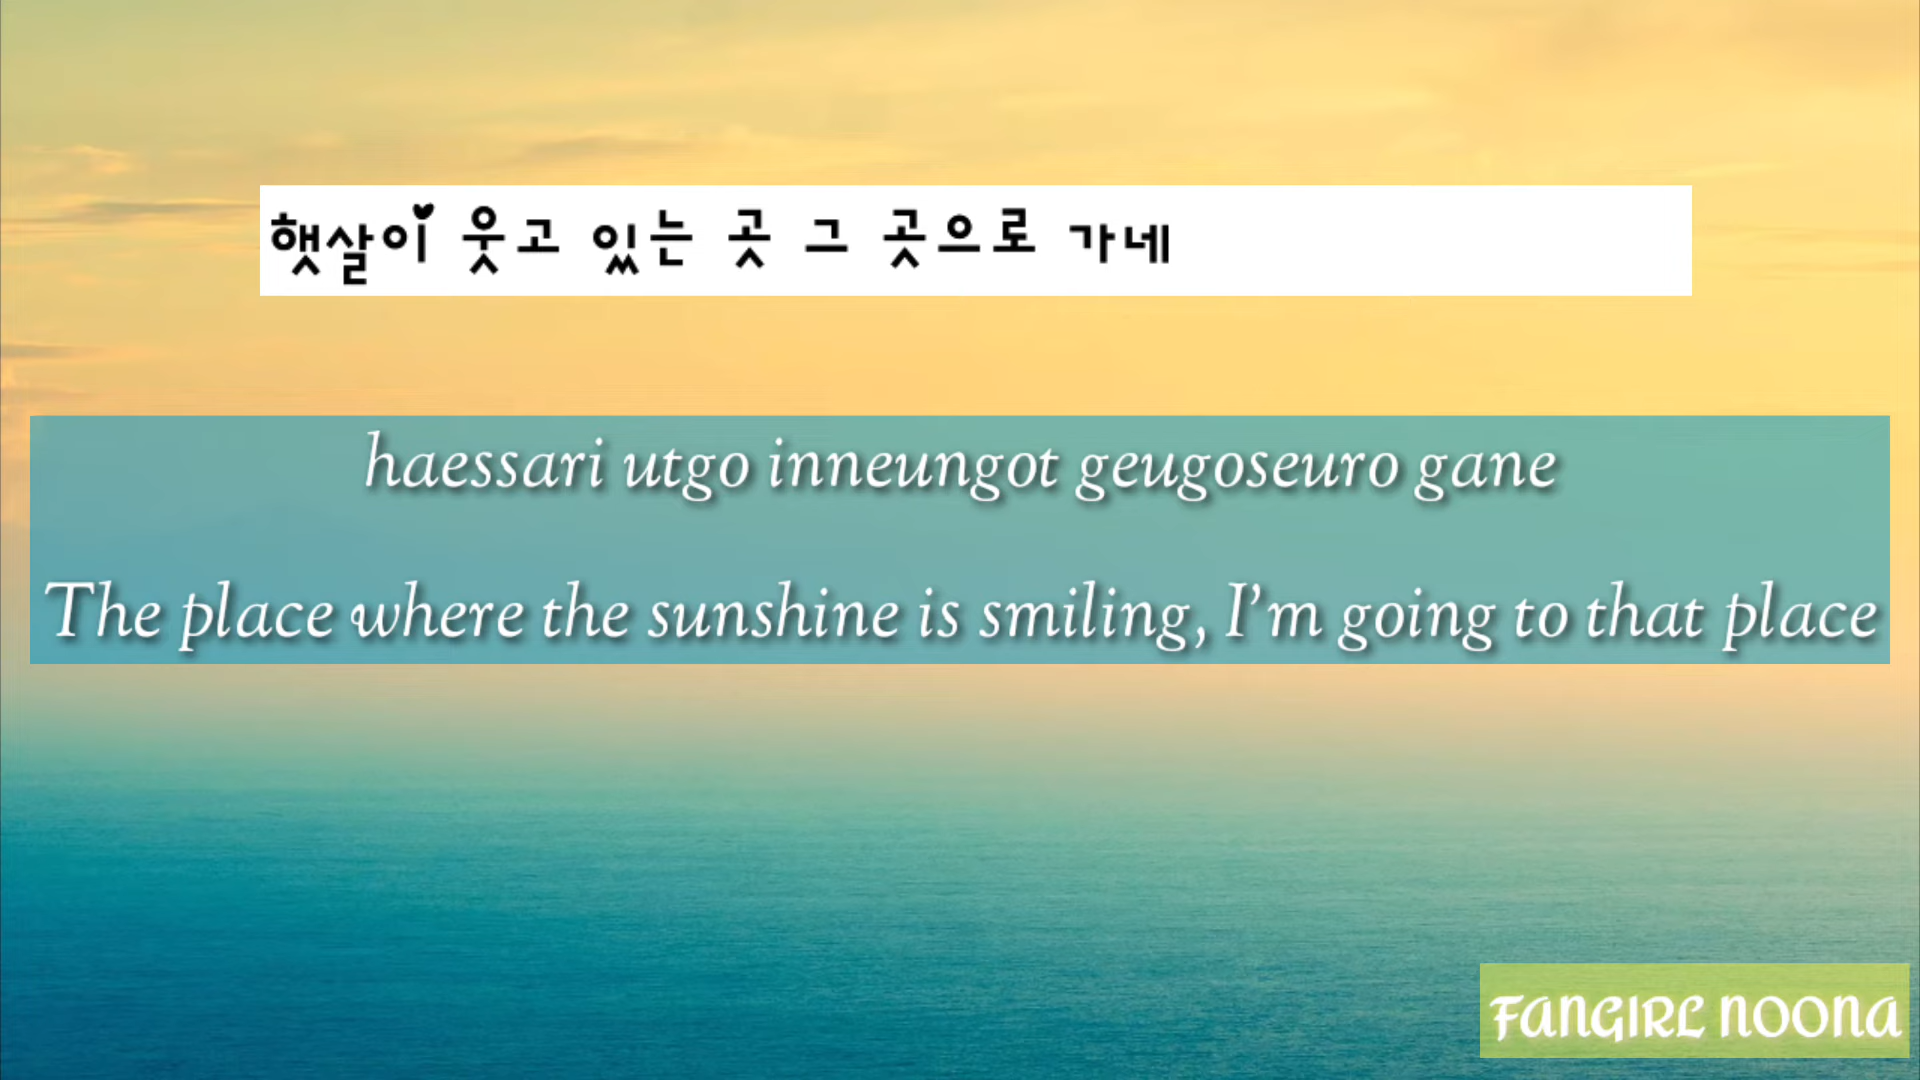 햇살이 웃고 있는 곳 그 곳으로 가네
haessari utgo inneungot geugoseuro gane
The place where the sunshine is smiling, I'm going to that place
FANGIRL NOONA